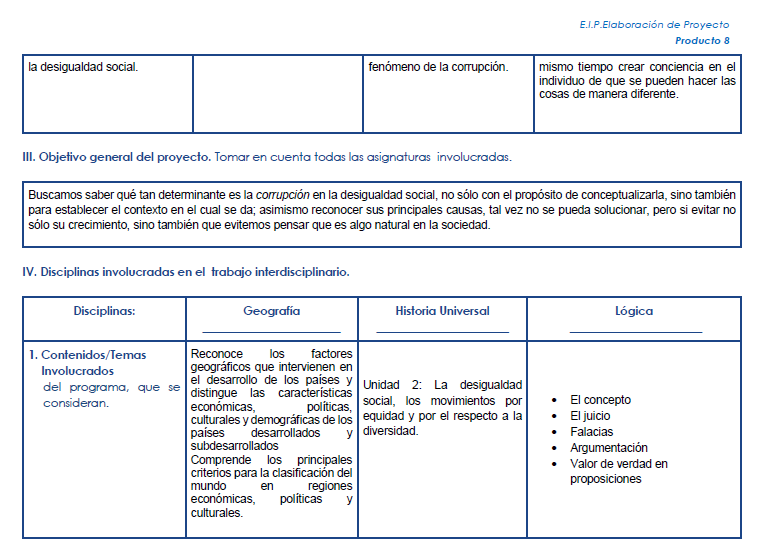 E.I.P.Elaboración de Proyecto
Producto 8
la desigualdad social.
fenómeno de la corrupción.
mismo tiempo crear conciencia en el
individuo de que se pueden hacer las
cosas de manera diferente.
III. Objetivo general del proyecto. Tomar en cuenta todas las asignaturas involucradas.
Buscamos saber qué tan determinante es la corrupción en la desigualdad social, no sólo con el propósito de conceptualizarla, sino también
para establecer el contexto en el cual se da; asimismo reconocer sus principales causas, tal vez no se pueda solucionar, pero si evitar no
sólo su crecimiento, sino también que evitemos pensar que es algo natural en la sociedad.
IV. Disciplinas involucradas en el trabajo interdisciplinario.
Disciplinas:
Geografía
Historia Universal
Lógica
1. Contenidos/Temas
Involucrados
del programa, que se
consideran.
Reconoce los factores
geográficos que intervienen en
el desarrollo de los países y
distingue las características
económicas, políticas,
culturales y demográficas de los
países desarrollados y
subdesarrollados
Comprende los principales
criterios para la clasificación del
mundo en regiones
económicas, políticas y
culturales.
Unidad 2: La desigualdad
social, los movimientos por
equidad y por el respecto a la
diversidad.
• El concepto
• El juicio
• Falacias
• Argumentación
• Valor de verdad en
proposiciones